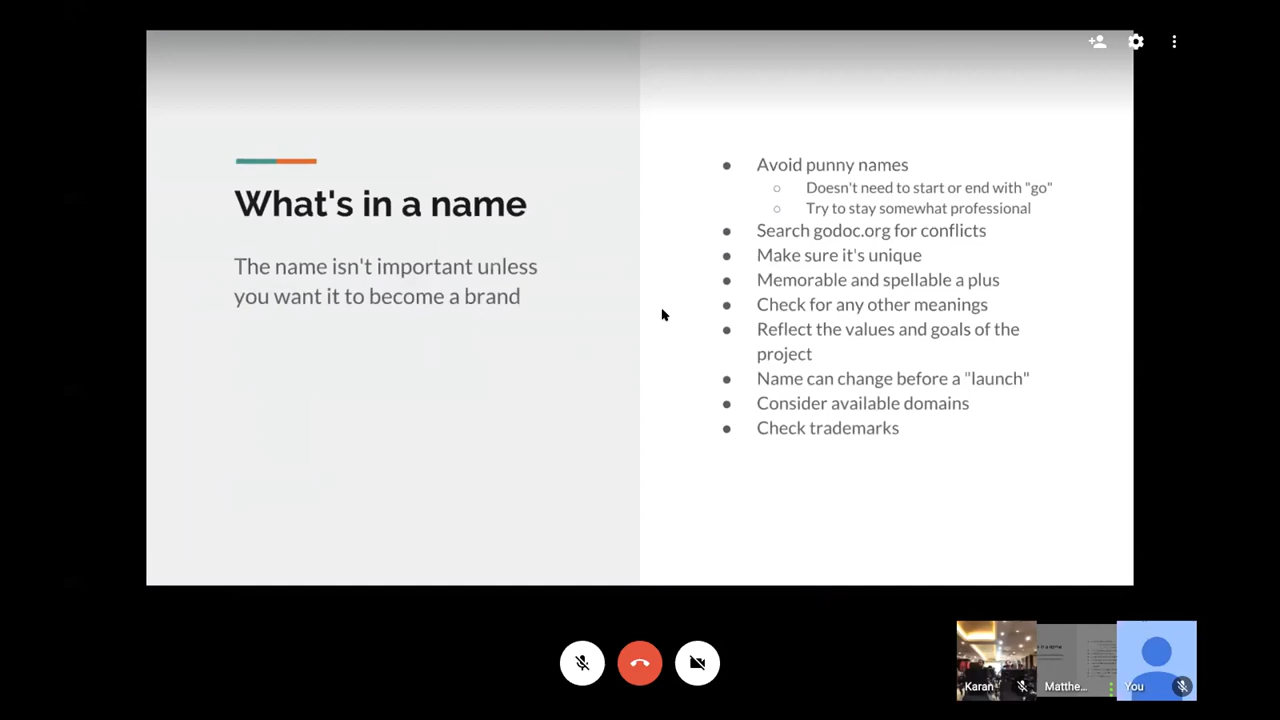 What's in a name
The name isn't important unless
you want it to become a brand
Avoid punny names
Doesn't need to start or end with "go"
Try to stay somewhat professional
Search godoc.org for conflicts
Make sure it's unique
Memorable and spellable a plus
Check for any other meanings
Reflect the values and goals of the
project
Name can change before a "launch"
Consider available domains
Check trademarks
Karan
Matthe...
You